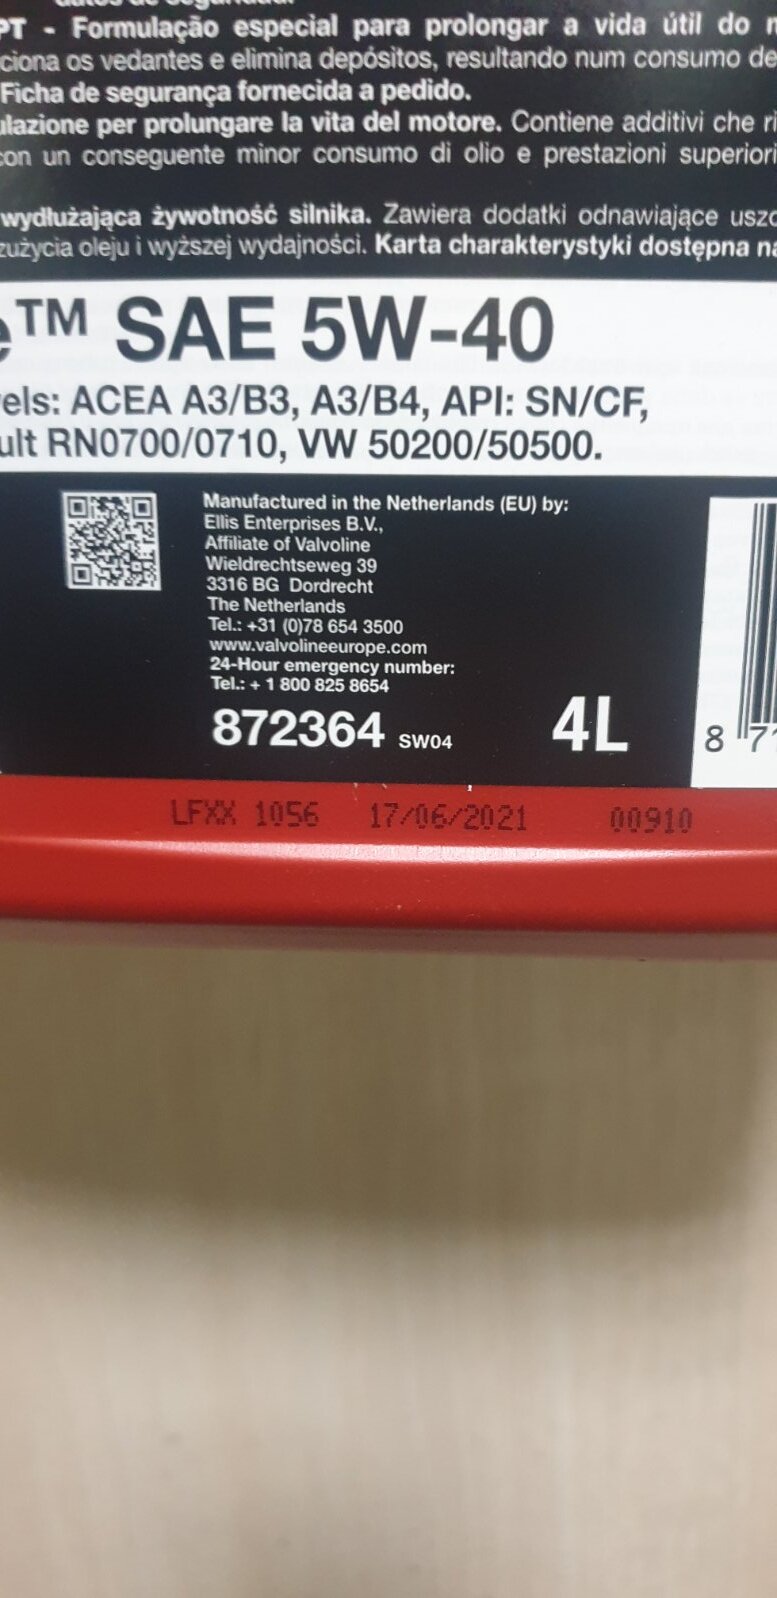 PT - Formulação especial para prolongar a vida útil do
ciona os vedantes e elimina depósitos, resultando num consumo de
Ficha de segurança fornecida a pedido.
ulazione per prolungare la vita del motore. Contiene additivi che ri
con un conseguente minor consumo di olio e prestazioni superiori
wydłużająca żywotność silnika. Zawiera dodatki odnawiające uszc
zużycia oleju i wyższej wydajności. Karta charakterystyki dostępna na
e™ SAE 5W-40
els: ACEA A3/B3, A3/B4, API: SN/CF,
ult RN0700/0710, VW 50200/50500.
Manufactured in the Netherlands (EU) by:
Ellis Enterprises B.V.,
Affiliate of Valvoline
Wieldrechtseweg 39
3316 BG Dordrecht
The Netherlands
Tel.: +31 (0)78 654 3500
www.valvolineeurope.com
24-Hour emergency number:
Tel.: + 1 800 825 8654
872364 SW04 4L
8 71
LFXX 1056 17/06/2021 00910